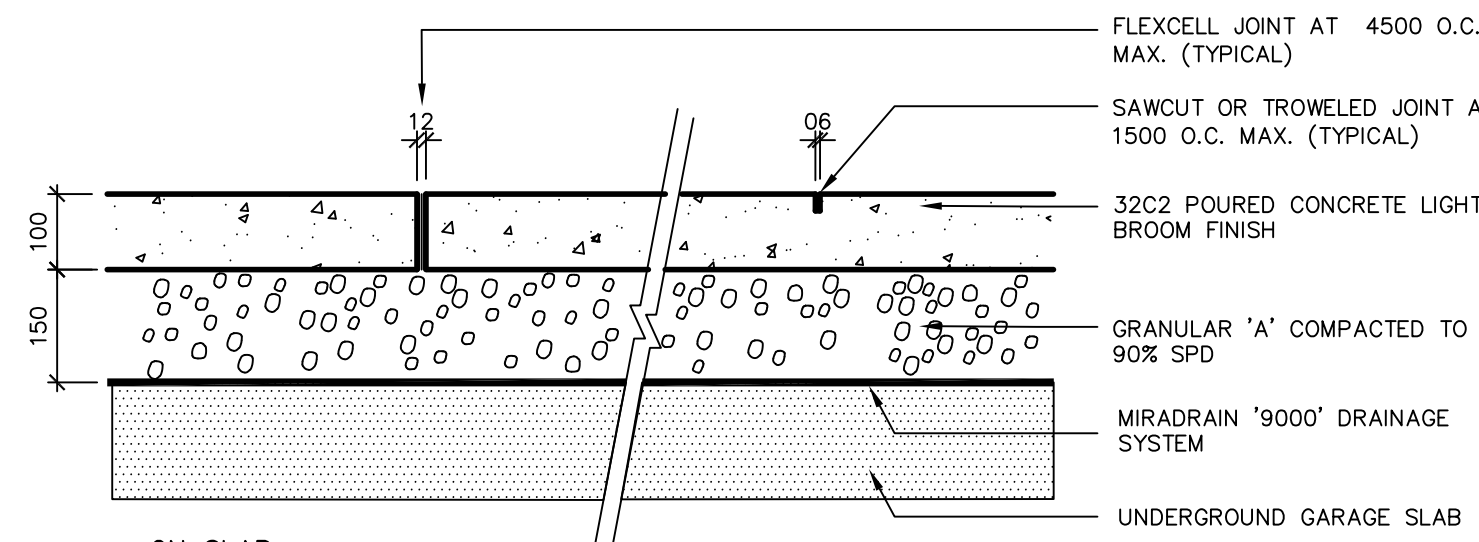 FLEXCELL JOINT AT 4500 O.C.
MAX. (TYPICAL)
SAWCUT OR TROWELED JOINT A
1500 O.C. MAX. (TYPICAL)
12
06
32C2 POURED CONCRETE LIGHT
BROOM FINISH
100
150
GRANULAR 'A' COMPACTED TO
90% SPD
MIRADRAIN '9000' DRAINAGE
SYSTEM
UNDERGROUND GARAGE SLAB